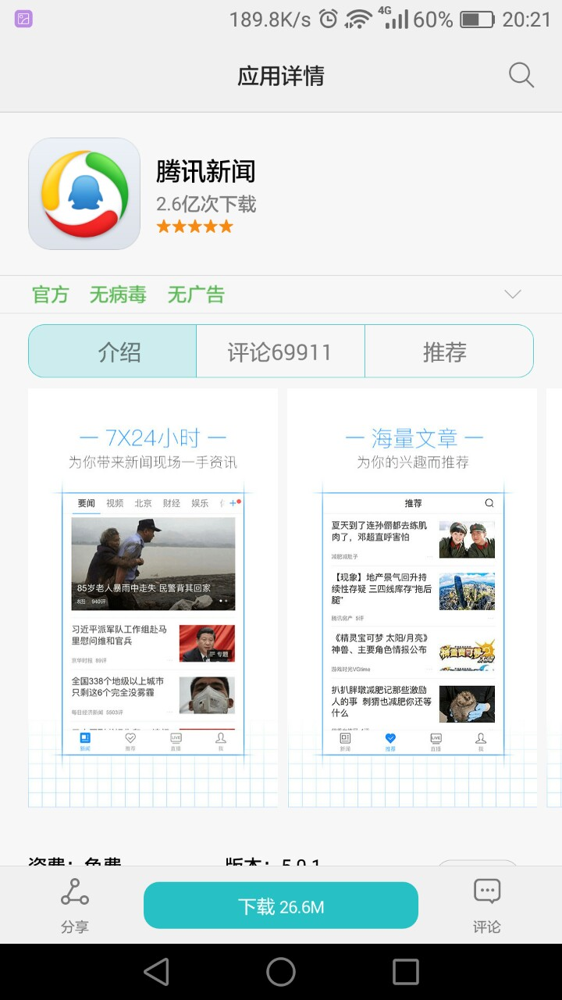 189.8K/s 4G 60% 20:21
应用详情
腾讯新闻
2.6亿次下载
官方 无病毒 无广告
介绍 评论69911 推荐
— 7X24小时 —
为你带来新闻现场一手资讯
要闻 视频 北京 财经 娱乐
85岁老人暴雨中走失 民警背其回家
8图 940评
习近平派军队工作组赴马
里慰问维和官兵
专题
京华时报 89评
全国338个地级以上城市
只剩这6个完全没雾霾
每日经济新闻 5603评
新闻 推荐 LIVE 直播 我
— 海量文章 —
为你的兴趣而推荐
推荐
夏天到了连孙俪都去练肌
肉了，邓超直呼害怕
减肥减肚子
【现象】地产景气回升持
续性存疑 三四线库存“拖后
腿”
腾讯房产 5评
《精灵宝可梦 太阳/月亮》
神兽、主要角色情报公布
游戏时光VGtime
扒扒胖墩减肥记那些激励
人的事 刺猬也减肥你还等
什么
新闻 推荐 LIVE 直播 我
资费：免费 版本：5.0.1
分享 下载 26.6M 评论